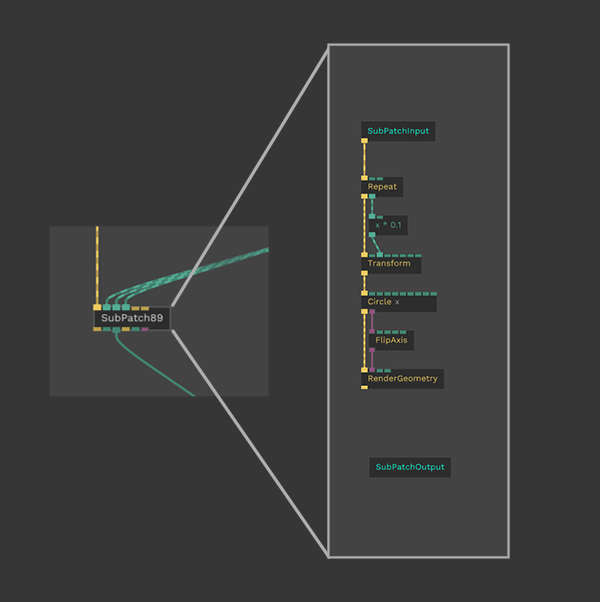 SubPatch89
SubPatchInput
Repeat
x * 0.1
Transform
Circle x
FlipAxis
RenderGeometry
SubPatchOutput